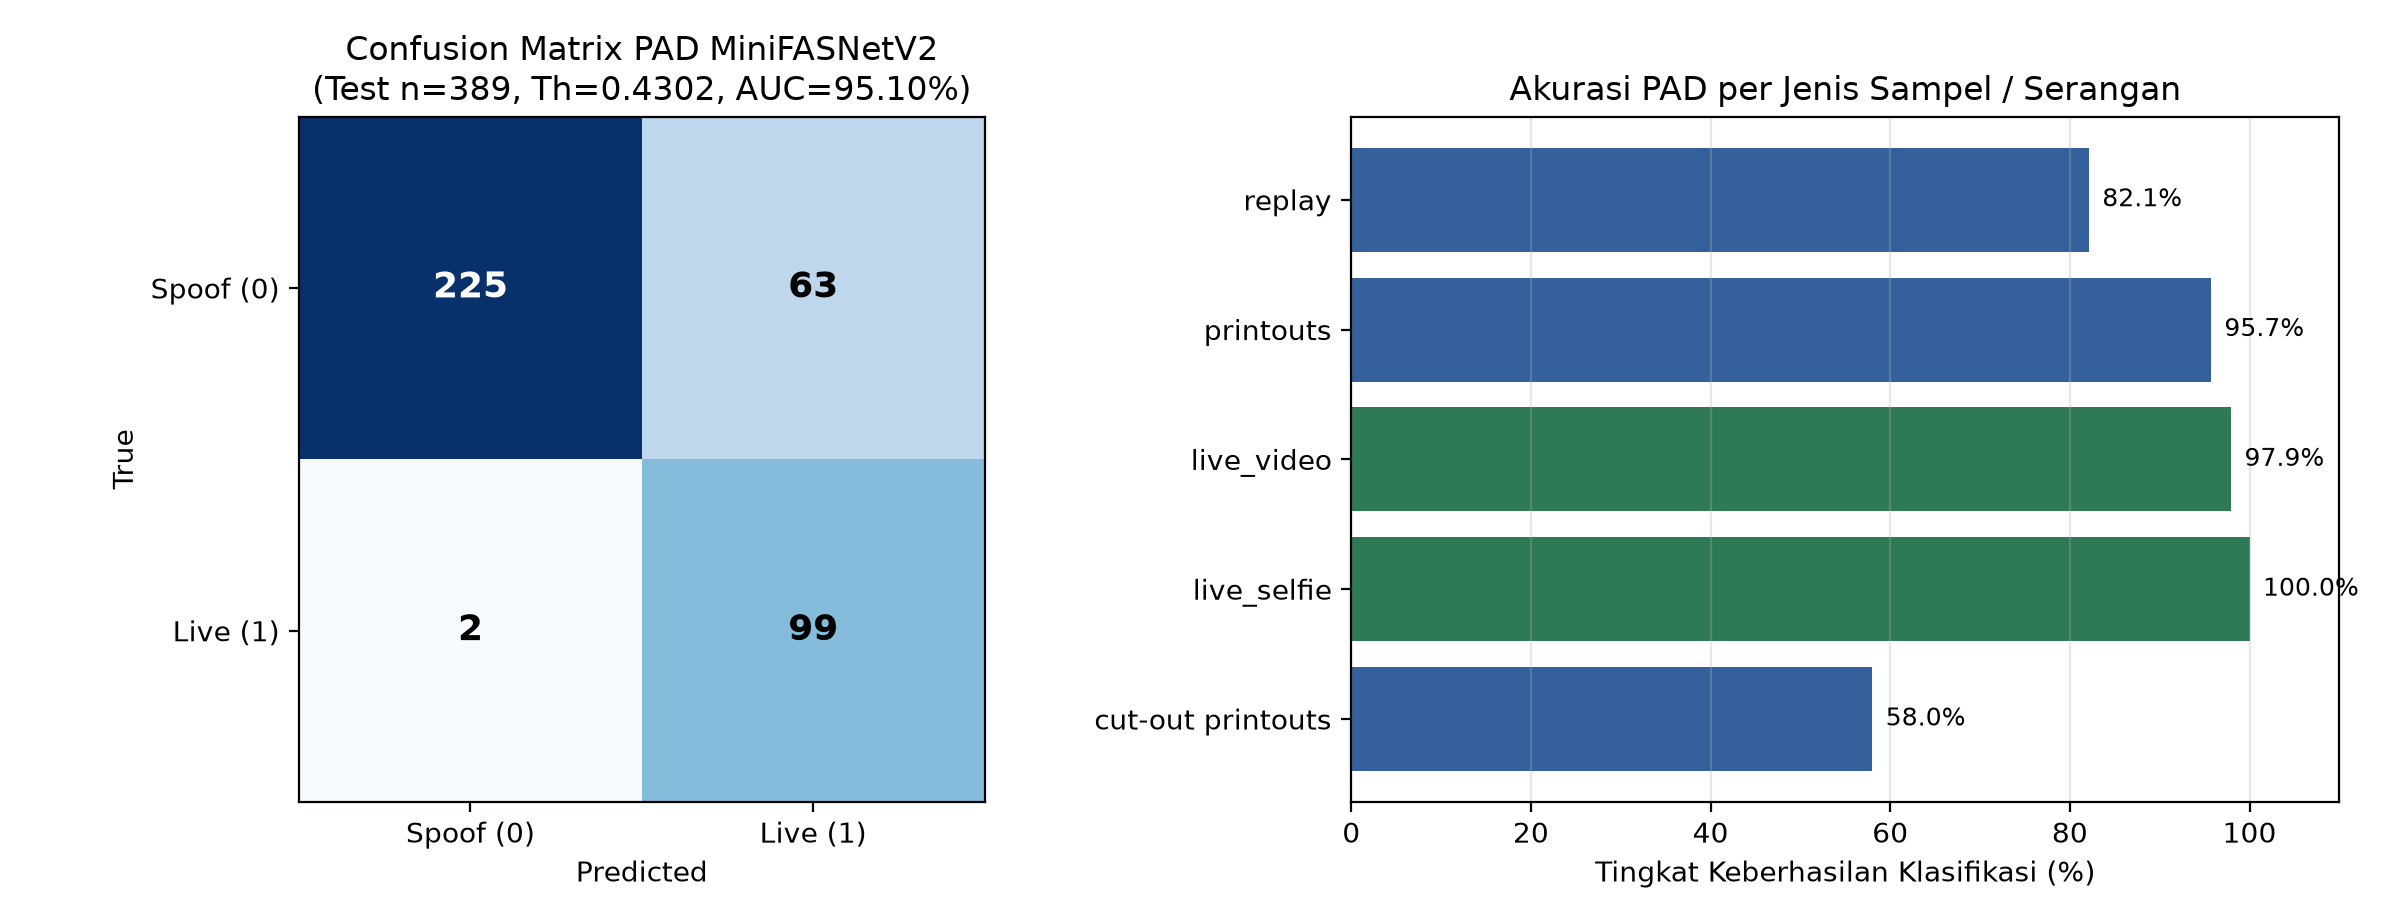 Confusion Matrix PAD MiniFASNetV2
(Test n=389, Th=0.4302, AUC=95.10%)
True
Spoof (0)
225
63
Live (1)
2
99
Spoof (0)
Live (1)
Predicted
Akurasi PAD per Jenis Sampel / Serangan
replay
82.1%
printouts
95.7%
live_video
97.9%
live_selfie
100.0%
cut-out printouts
58.0%
0
20
40
60
80
100
Tingkat Keberhasilan Klasifikasi (%)